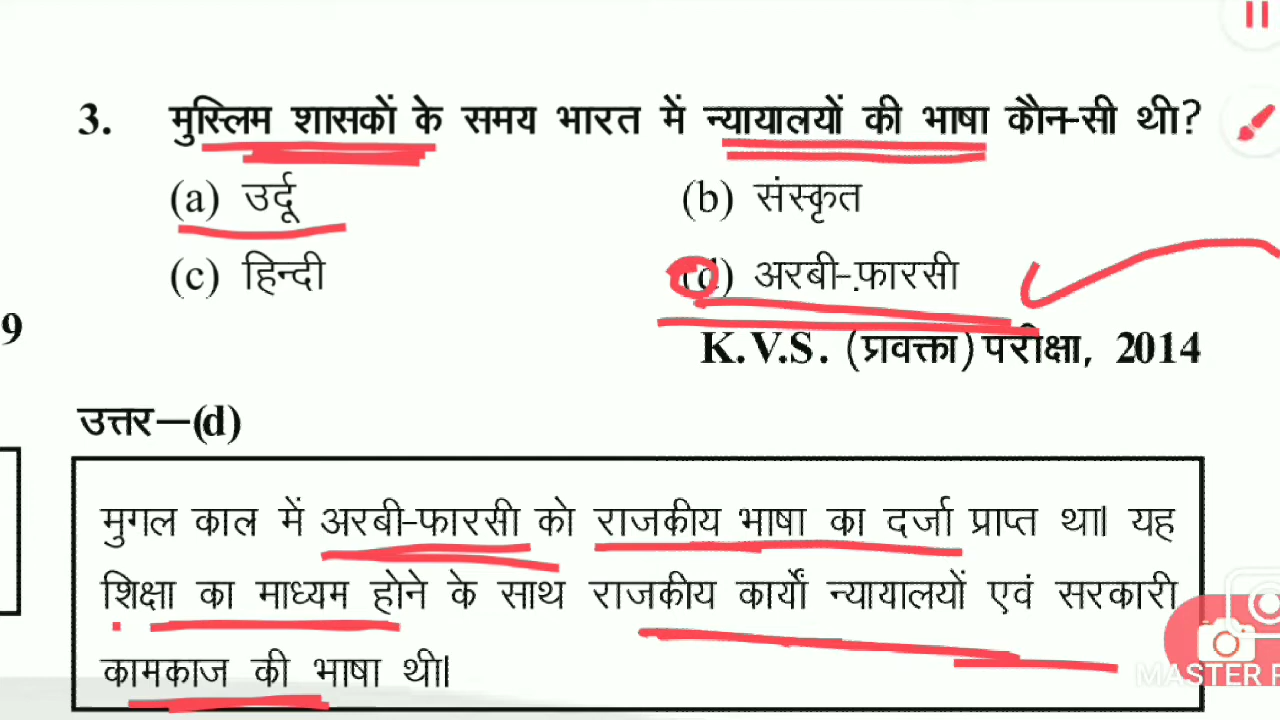 3. मुस्लिम शासकों के समय भारत में न्यायालयों की भाषा कौन-सी थी?
(a) उर्दू (b) संस्कृत
(c) हिन्दी (d) अरबी-फारसी
9
K.V.S. (प्रवक्ता) परीक्षा, 2014
उत्तर—(d)
मुगल काल में अरबी-फारसी को राजकीय भाषा का दर्जा प्राप्त था। यह
शिक्षा का माध्यम होने के साथ राजकीय कार्यों न्यायालयों एवं सरकारी
कामकाज की भाषा थी।
MASTER